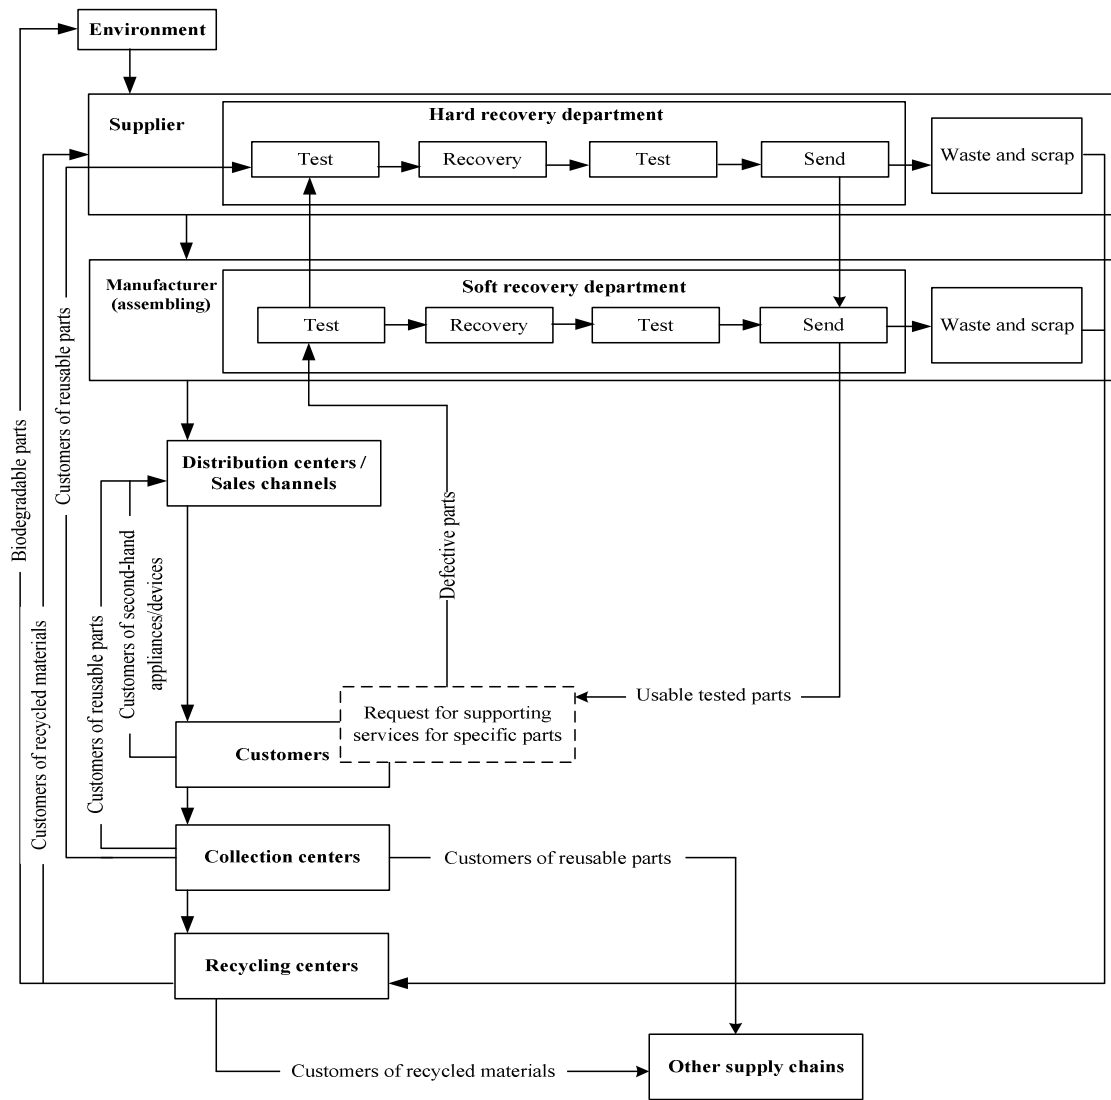 Environment
Supplier
Hard recovery department
Test
Recovery
Test
Send
Waste and scrap
Manufacturer
(assembling)
Soft recovery department
Test
Recovery
Test
Send
Waste and scrap
Biodegradable parts
Customers of recycled materials
Customers of reusable parts
Customers of reusable parts
Customers of second-hand
appliances/devices
Distribution centers /
Sales channels
Defective parts
Usable tested parts
Request for supporting
services for specific parts
Customers
Collection centers
Customers of reusable parts
Recycling centers
Customers of recycled materials
Other supply chains